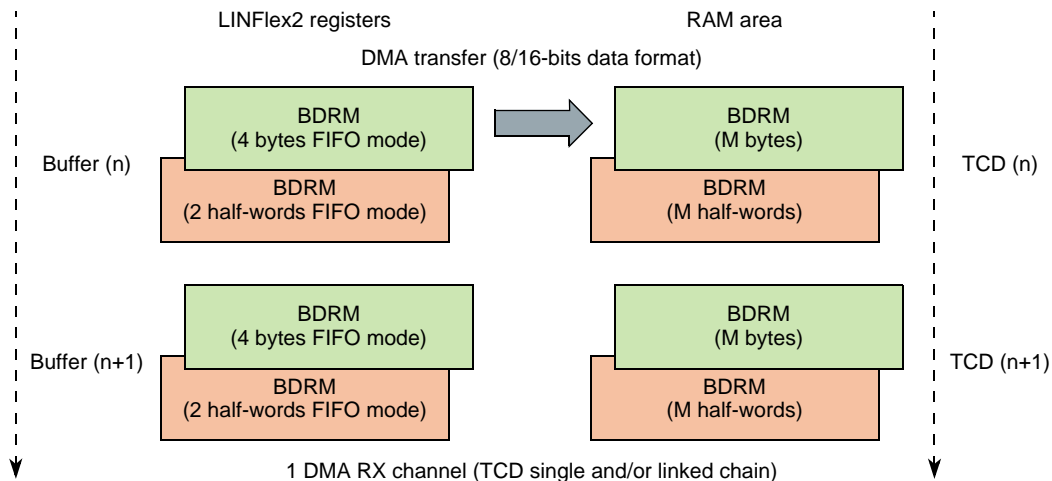 LINFlex2 registers
RAM area
DMA transfer (8/16-bits data format)
BDRM
(4 bytes FIFO mode)
BDRM
(M bytes)
Buffer (n)
BDRM
(2 half-words FIFO mode)
BDRM
(M half-words)
TCD (n)
BDRM
(4 bytes FIFO mode)
BDRM
(M bytes)
Buffer (n+1)
BDRM
(2 half-words FIFO mode)
BDRM
(M half-words)
TCD (n+1)
1 DMA RX channel (TCD single and/or linked chain)